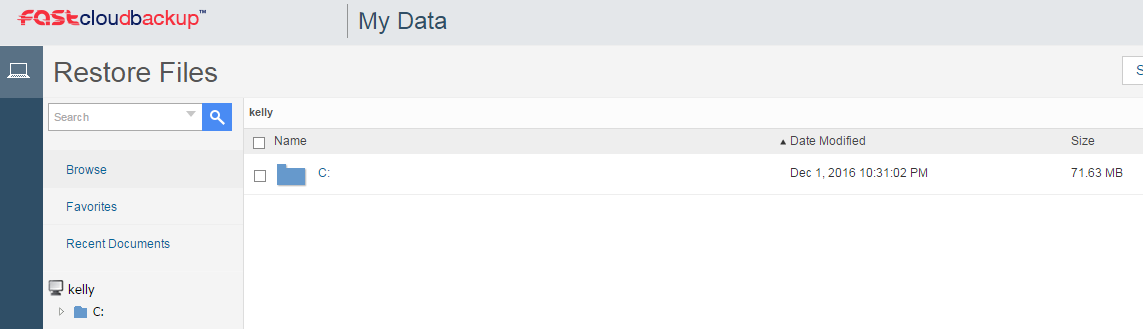 Fastcloudbackup™
My Data
Restore Files
S
Search
kelly
Name
Date Modified
Size
Browse
C:
Dec 1, 2016 10:31:02 PM
71.63 MB
Favorites
Recent Documents
kelly
C: